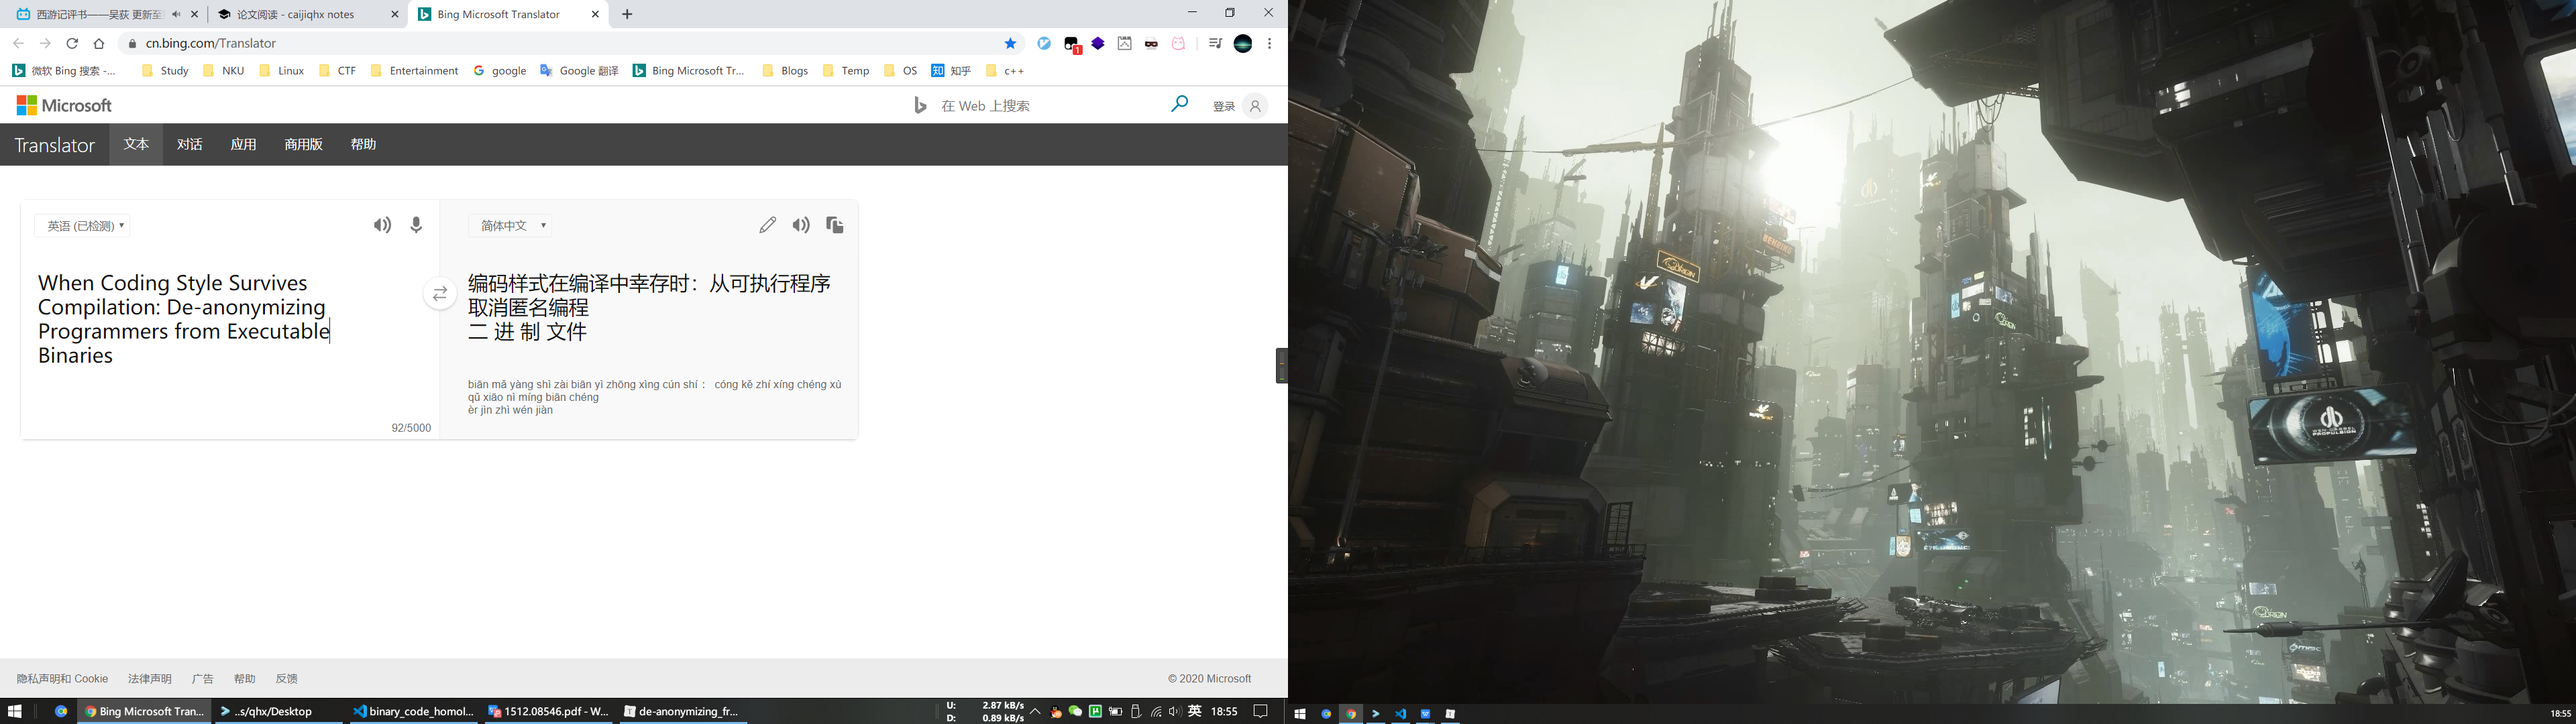 西游记评书——吴荻 更新至
论文阅读 - caijiqhx notes
Bing Microsoft Translator
cn.bing.com/Translator
1
微软 Bing 搜索 -...
Study
NKU
Linux
CTF
Entertainment
google
Google 翻译
Bing Microsoft Tr...
Blogs
Temp
OS
知乎
c++
Microsoft
在 Web 上搜索
登录
Translator
文本
对话
应用
商用版
帮助
英语 (已检测)
简体中文
When Coding Style Survives
Compilation: De-anonymizing
Programmers from Executable
Binaries
92/5000
编码样式在编译中幸存时：从可执行程序
取消匿名编程
二 进 制 文件
biān mǎ yàng shì zài biān yì zhōng xìng cún shí： cóng kě zhí xíng chéng xù
qǔ xiāo nì míng biān chéng
èr jìn zhì wén jiàn
隐私声明和 Cookie
法律声明
广告
帮助
反馈
© 2020 Microsoft
Bing Microsoft Tran...
..s/qhx/Desktop
binary_code_homol...
1512.08546.pdf - W...
de-anonymizing_fr...
U: 2.87 kB/s
D: 0.89 kB/s
英
18:55
18:55